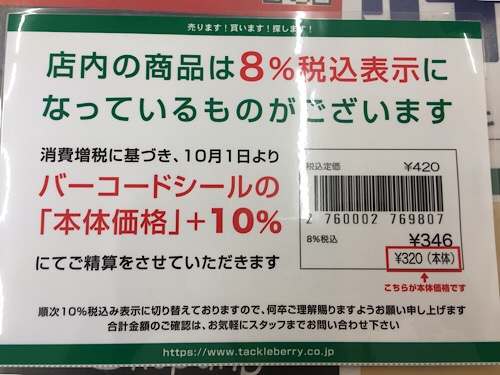 売ります！買います！探します！
店内の商品は8％税込表示に
なっているものがございます
消費増税に基づき、10月1日より
バーコードシールの
「本体価格」＋10％
にてご精算をさせていただきます
税込定価 ¥420
2 760002 769807
8％税込 ¥346
¥320（本体）
こちらが本体価格です
順次10％税込み表示に切り替えておりますので、何卒ご理解賜りますようお願い申し上げます
合計金額のご確認は、お気軽にスタッフまでお問い合わせ下さい
https://www.tackleberry.co.jp